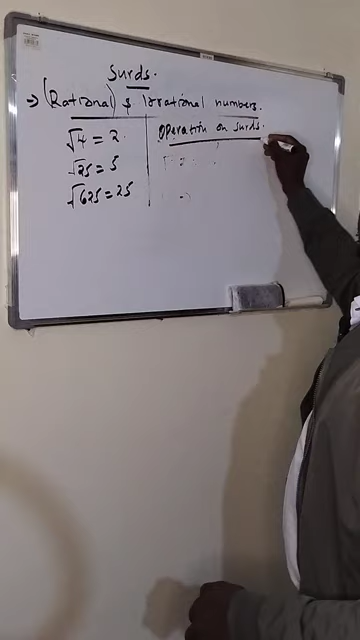 Surds.
→ (Rational) & Irrational numbers.
√4 = 2.
√25 = 5
√625 = 25
Operation on surds.